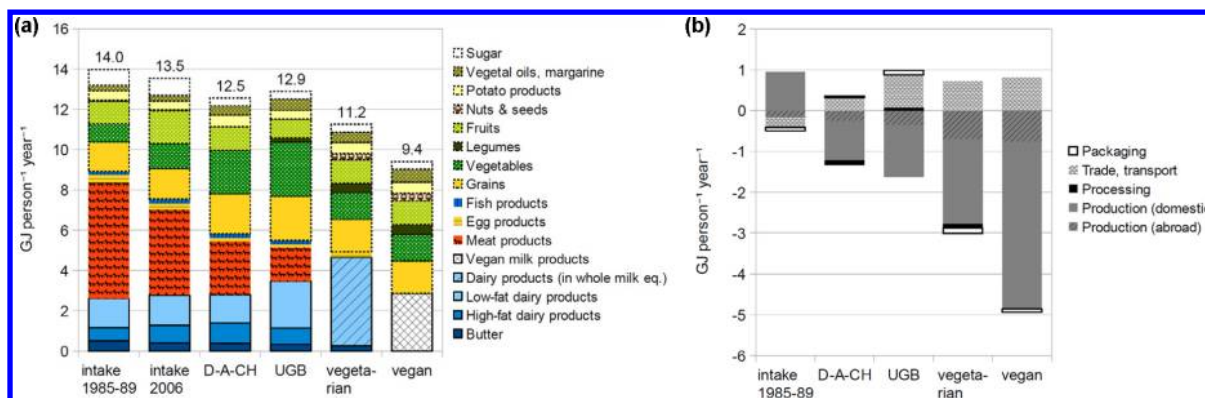 (a)
GJ person⁻¹ year⁻¹
16
14
12
10
8
6
4
2
0
14.0
13.5
12.5
12.9
11.2
9.4
intake
1985-89
intake
2006
D-A-CH
UGB
vegeta-
rian
vegan
Sugar
Vegetal oils, margarine
Potato products
Nuts & seeds
Fruits
Legumes
Vegetables
Grains
Fish products
Egg products
Meat products
Vegan milk products
Dairy products (in whole milk eq.)
Low-fat dairy products
High-fat dairy products
Butter
(b)
GJ person⁻¹ year⁻¹
2
1
0
-1
-2
-3
-4
-5
-6
intake
1985-89
D-A-CH
UGB
vegeta-
rian
vegan
Packaging
Trade, transport
Processing
Production (domestic
Production (abroad)